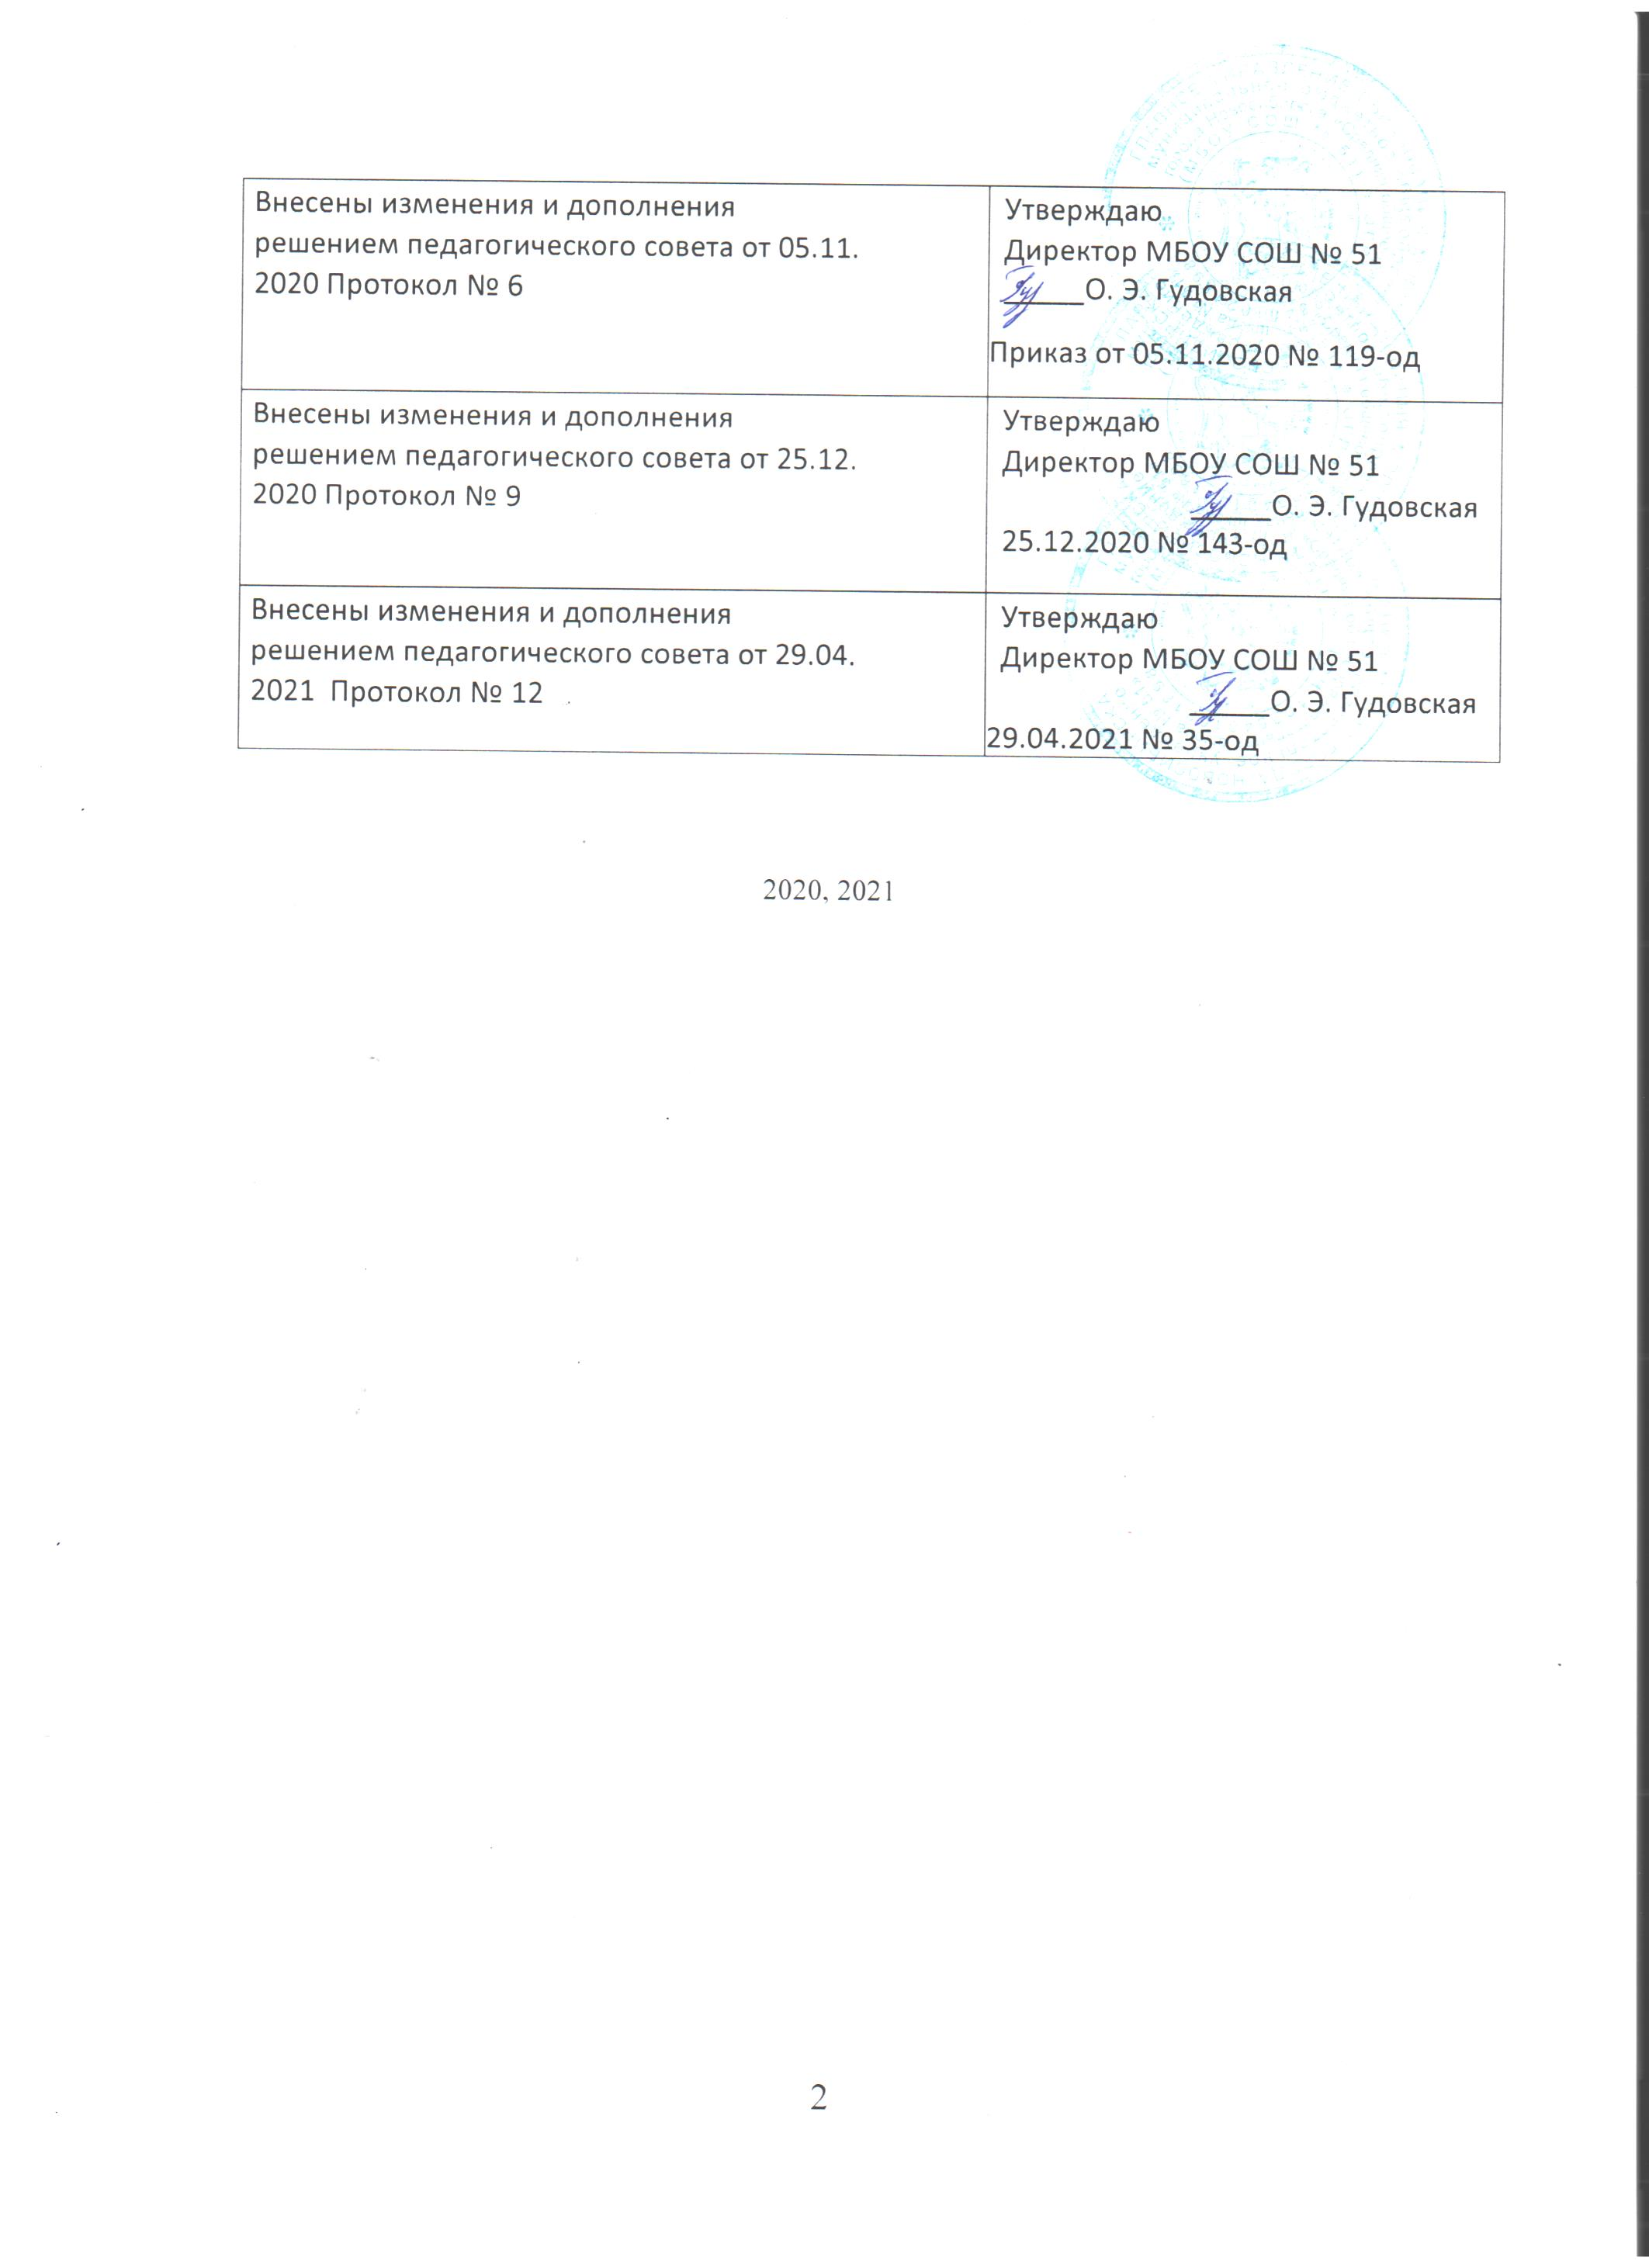 Внесены изменения и дополнения
решением педагогического совета от 05.11.
2020 Протокол № 6
Утверждаю
Директор МБОУ СОШ № 51
______О. Э. Гудовская
Приказ от 05.11.2020 № 119-од
Внесены изменения и дополнения
решением педагогического совета от 25.12.
2020 Протокол № 9
Утверждаю
Директор МБОУ СОШ № 51
______О. Э. Гудовская
25.12.2020 № 143-од
Внесены изменения и дополнения
решением педагогического совета от 29.04.
2021 Протокол № 12
Утверждаю
Директор МБОУ СОШ № 51
______О. Э. Гудовская
29.04.2021 № 35-од
2020, 2021
2